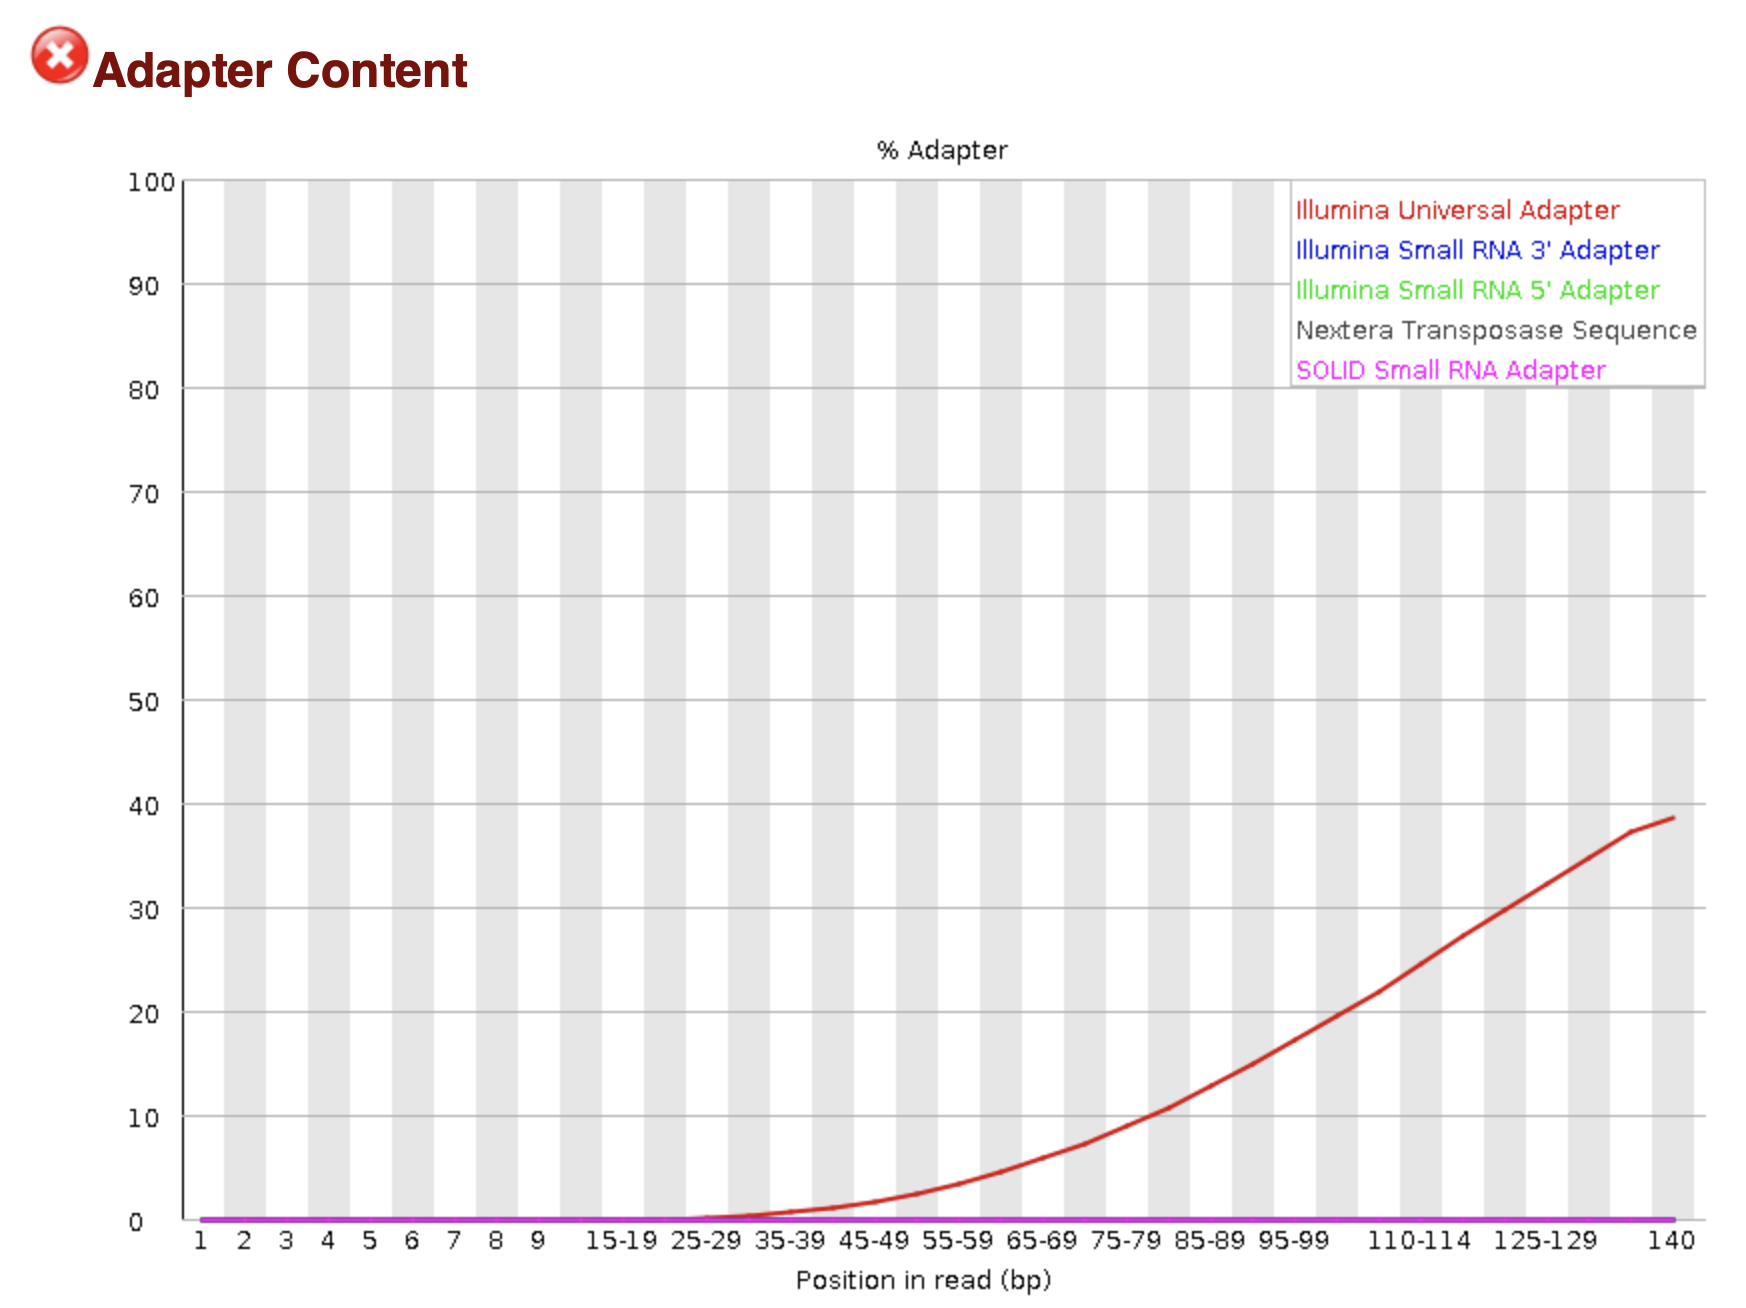 Adapter Content
% Adapter
100
90
80
70
60
50
40
30
20
10
0
Illumina Universal Adapter
Illumina Small RNA 3' Adapter
Illumina Small RNA 5' Adapter
Nextera Transposase Sequence
SOLID Small RNA Adapter
1 2 3 4 5 6 7 8 9 15-19 25-29 35-39 45-49 55-59 65-69 75-79 85-89 95-99 110-114 125-129 140
Position in read (bp)